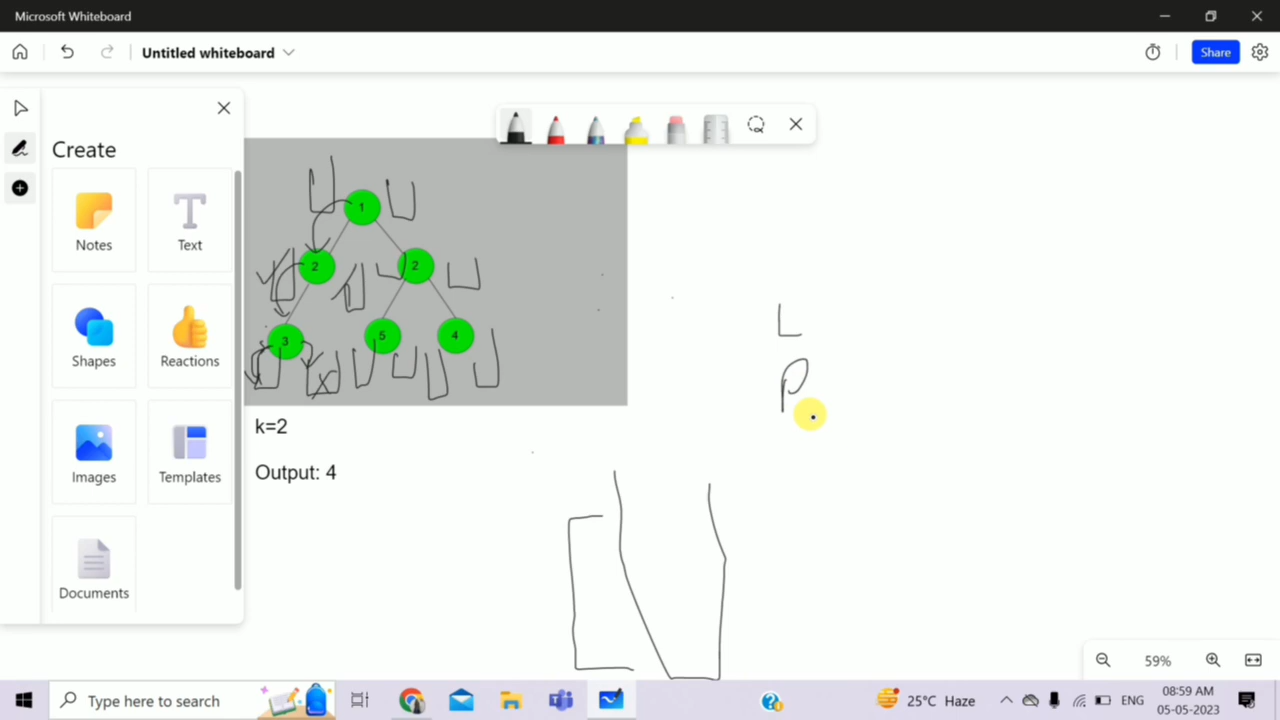 Microsoft Whiteboard
Untitled whiteboard
Share
Create
Notes
Text
Shapes
Reactions
Images
Templates
Documents
1
2
2
3
5
4
k=2
Output: 4
L
P
59%
Type here to search
25°C Haze
ENG
08:59 AM
05-05-2023